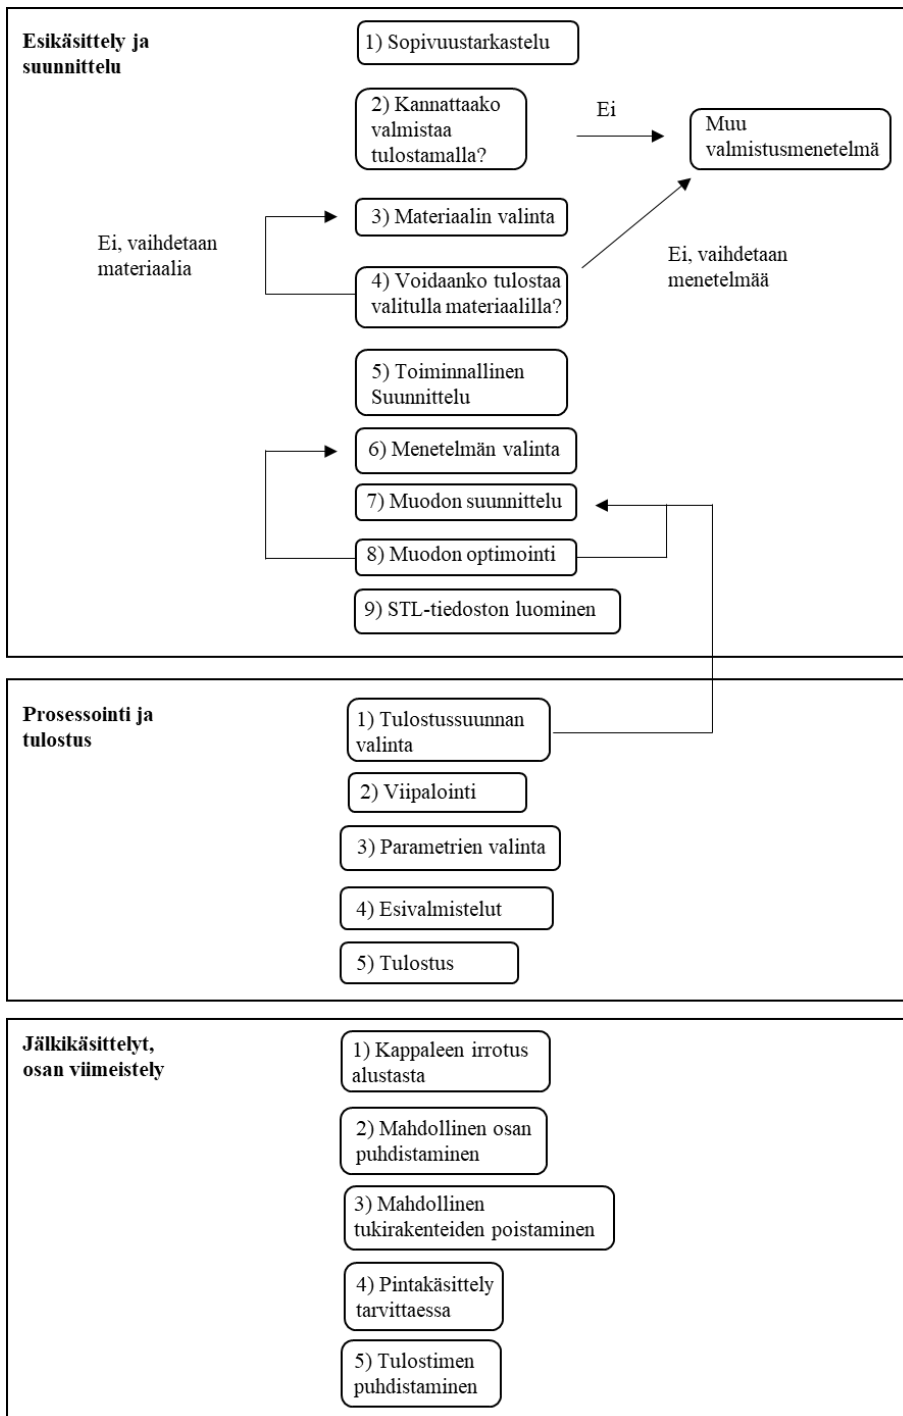 Esikäsittely ja
suunnittelu
1) Sopivuustarkastelu
2) Kannattaako
valmistaa
tulostamalla?
Ei
Muu
valmistusmenetelmä
3) Materiaalin valinta
Ei, vaihdetaan
materiaalia
4) Voidaanko tulostaa
valitulla materiaalilla?
Ei, vaihdetaan
menetelmää
5) Toiminnallinen
Suunnittelu
6) Menetelmän valinta
7) Muodon suunnittelu
8) Muodon optimointi
9) STL-tiedoston luominen
Prosessointi ja
tulostus
1) Tulostussuunnan
valinta
2) Viipalointi
3) Parametrien valinta
4) Esivalmistelut
5) Tulostus
Jälkikäsittelyt,
osan viimeistely
1) Kappaleen irrotus
alustasta
2) Mahdollinen osan
puhdistaminen
3) Mahdollinen
tukirakenteiden poistaminen
4) Pintakäsittely
tarvittaessa
5) Tulostimen
puhdistaminen